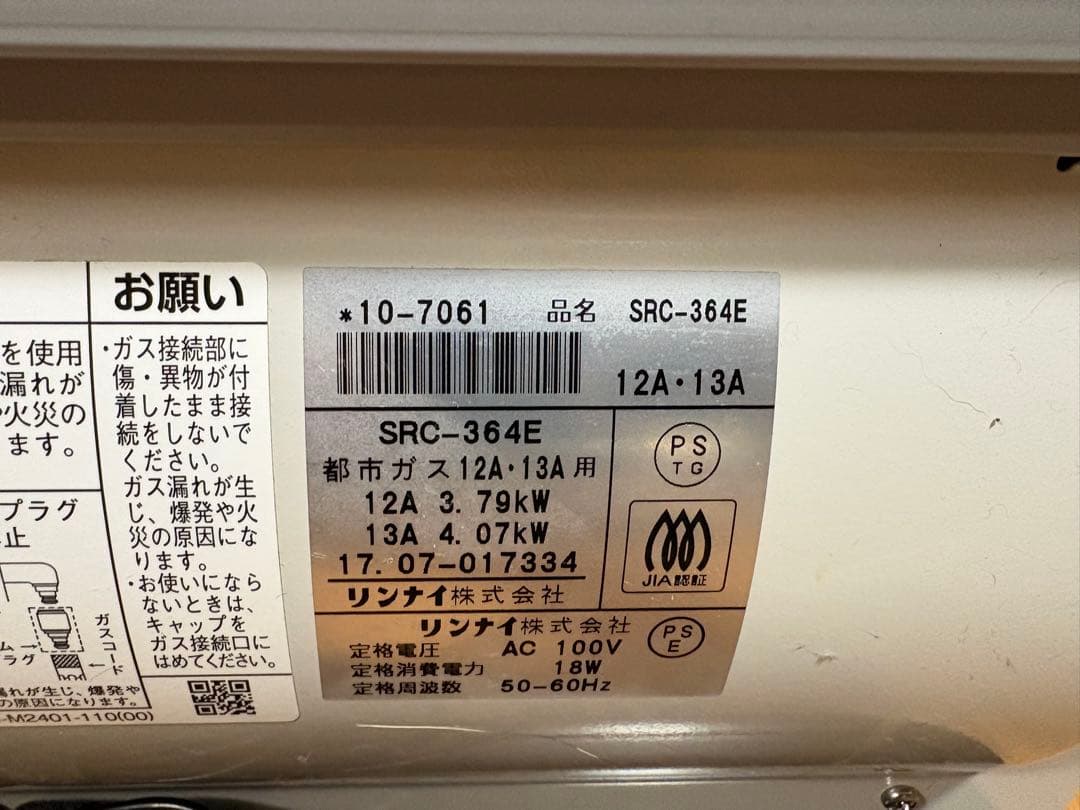 お願い
を使用
漏れが
火災の
ます。
・ガス接続部に
傷・異物が付
着したまま接
続をしないで
ください。
ガス漏れが生
じ、爆発や火
災の原因にな
ります。
・お使いになら
ないときは、
キャップを
ガス接続口に
はめてください。
プラグ
止
ガスコード
ム
ラグ
漏れが生じ、爆発や
の原因になります。
-M2401-110(00)
*10-7061 品名 SRC-364E
12A・13A
SRC-364E
都市ガス12A・13A用
12A 3.79kW
13A 4.07kW
17.07-017334
リンナイ株式会社
PS
TG
JIA認証
リンナイ株式会社
PS
E
定格電圧 AC 100V
定格消費電力 18W
定格周波数 50-60Hz